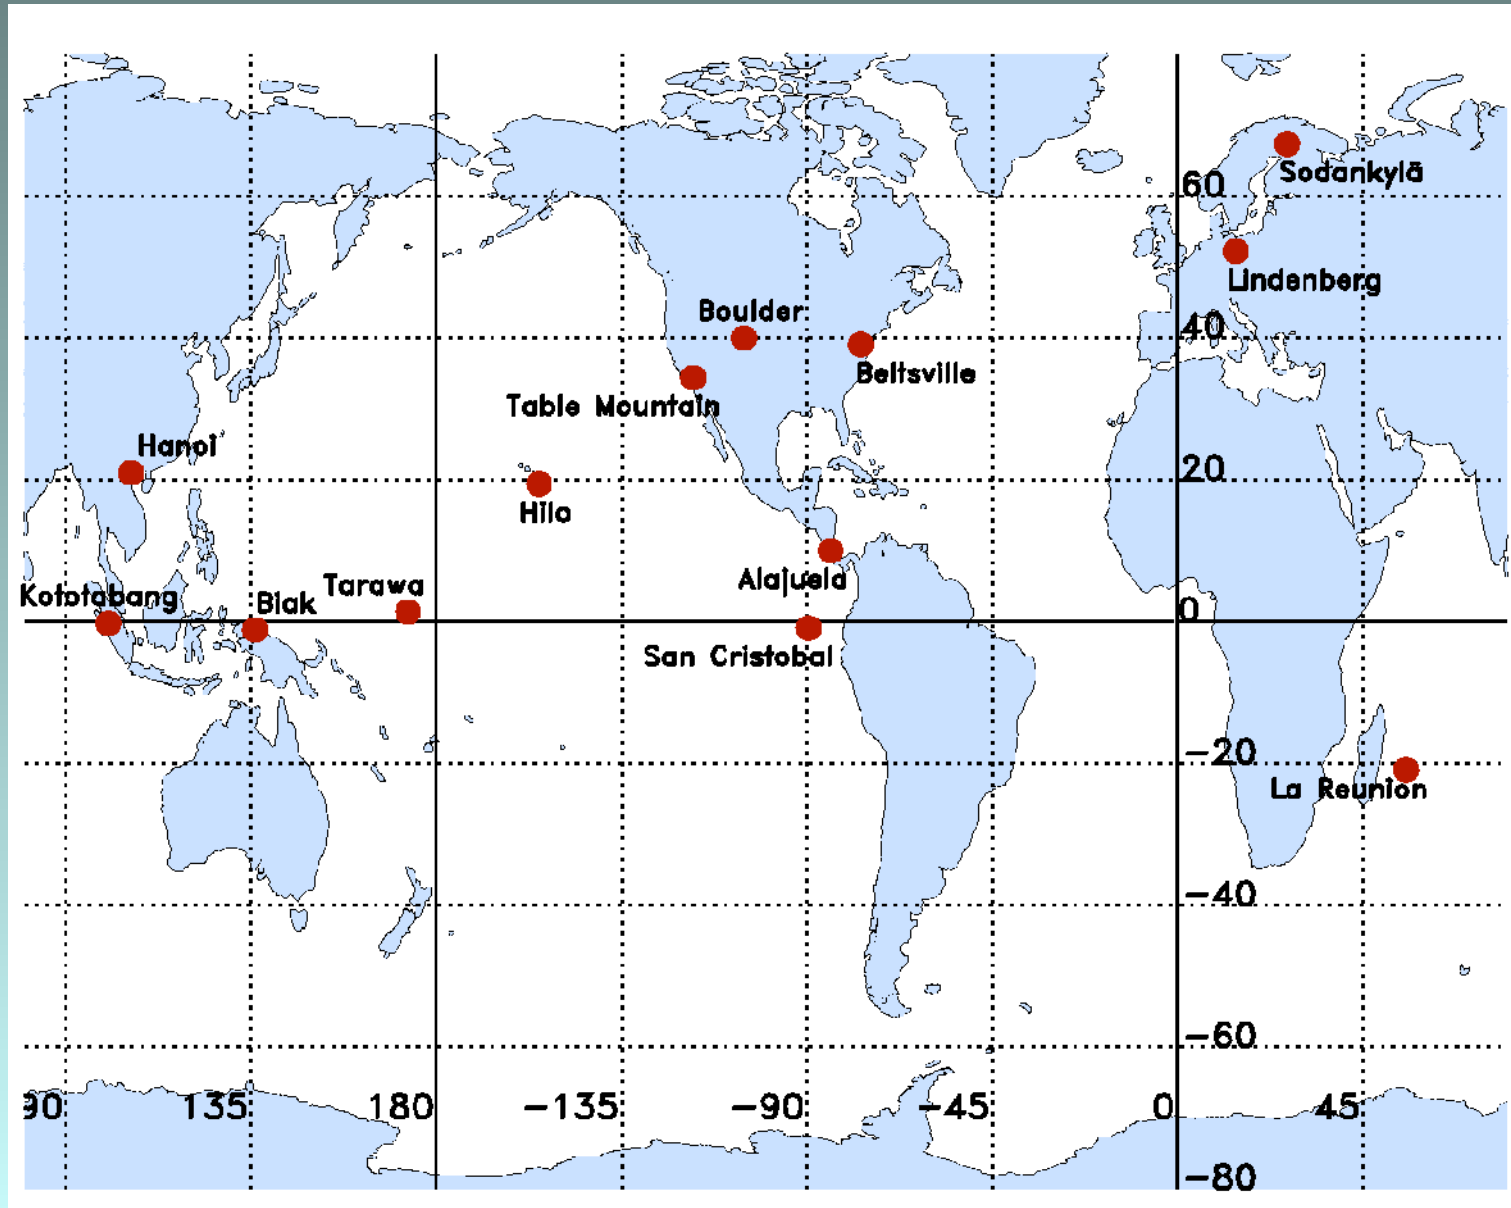 60
Sodankylä
Lindenberg
Boulder
40
Beltsville
Table Mountain
Hanoi
20
Hilo
Alajuela
Tarawa
Kototabang
Biak
0
San Cristobal
-20
La Reunion
-40
-60
90
135
180
-135
-90
-45
0
45
-80